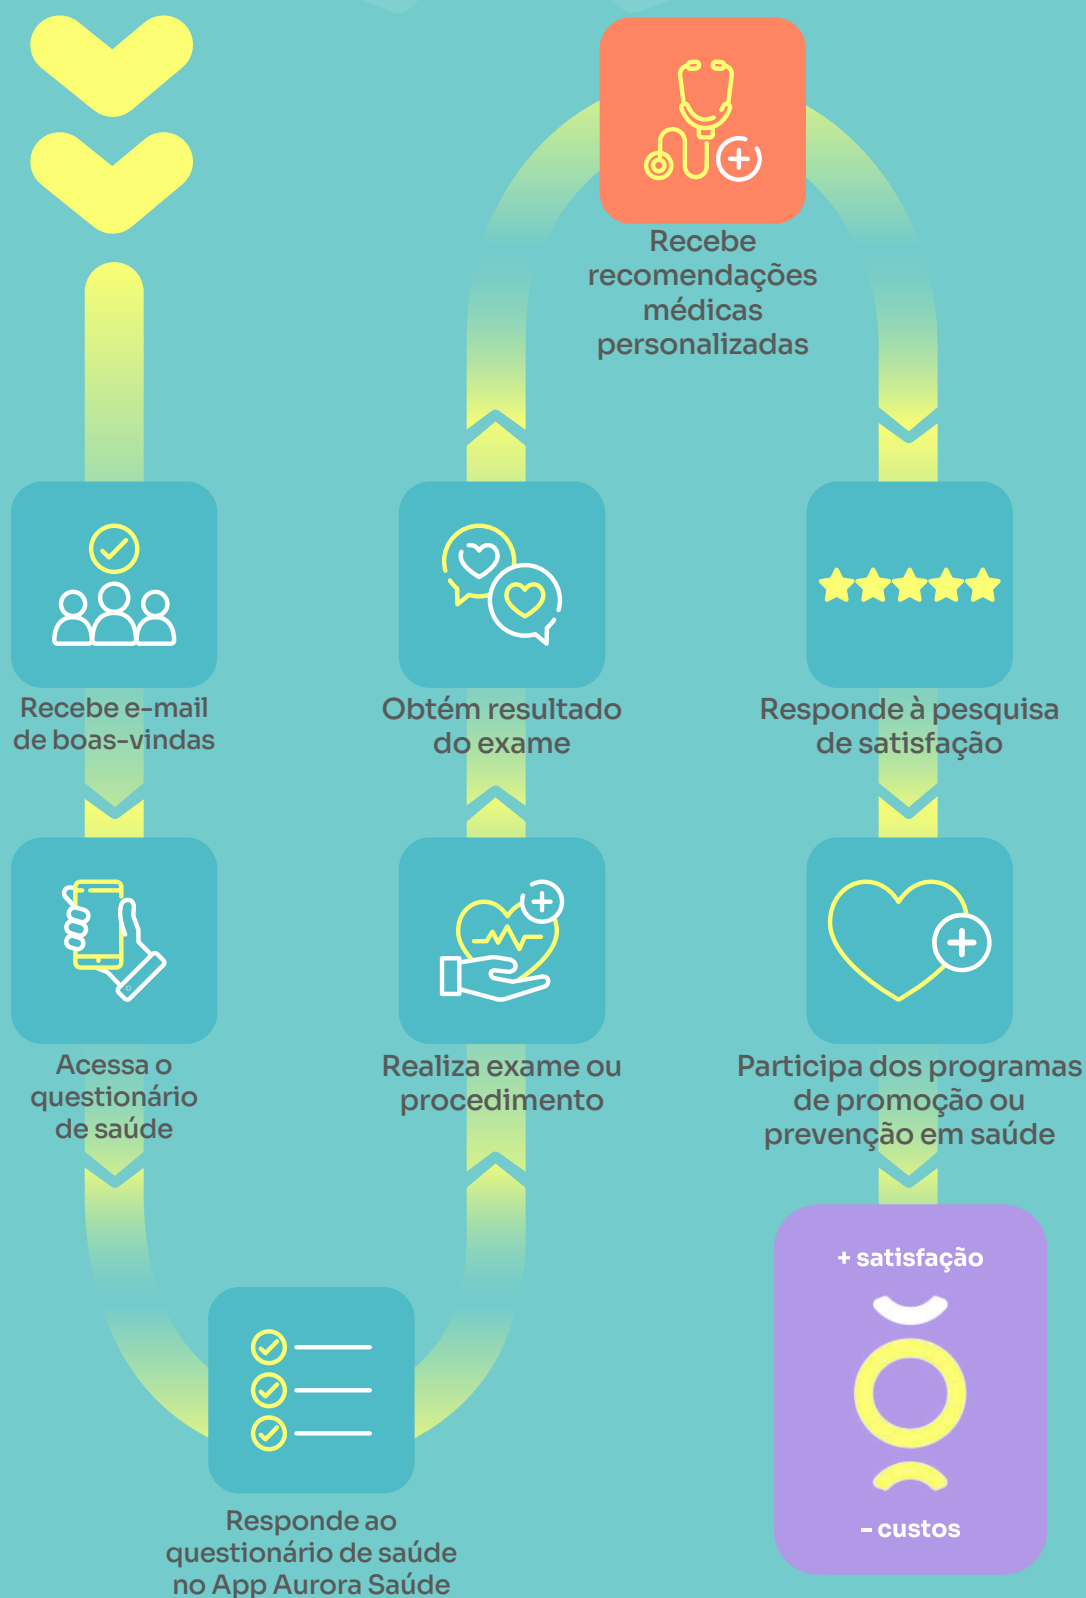 Recebe e-mail
de boas-vindas
Acessa o
questionário
de saúde
Responde ao
questionário de saúde
no App Aurora Saúde
Realiza exame ou
procedimento
Obtém resultado
do exame
Recebe
recomendações
médicas
personalizadas
Responde à pesquisa
de satisfação
Participa dos programas
de promoção ou
prevenção em saúde
+ satisfação
- custos